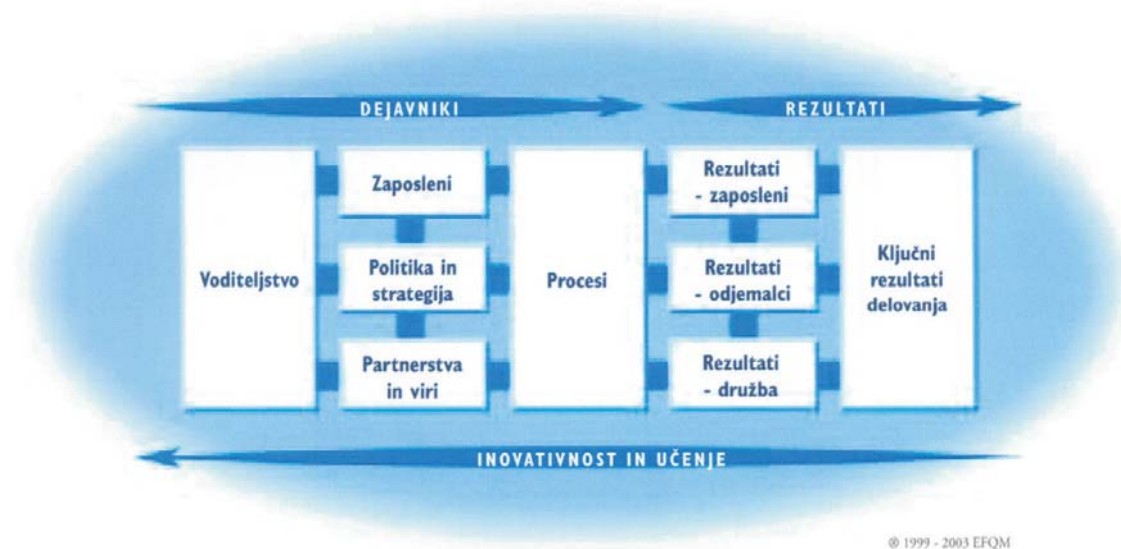 DEJAVNIKI
REZULTATI
Voditeljstvo
Zaposleni
Politika in
strategija
Partnerstva
in viri
Procesi
Rezultati
- zaposleni
Rezultati
- odjemalci
Rezultati
- družba
Ključni
rezultati
delovanja
INOVATIVNOST IN UČENJE
® 1999 - 2003 EFQM